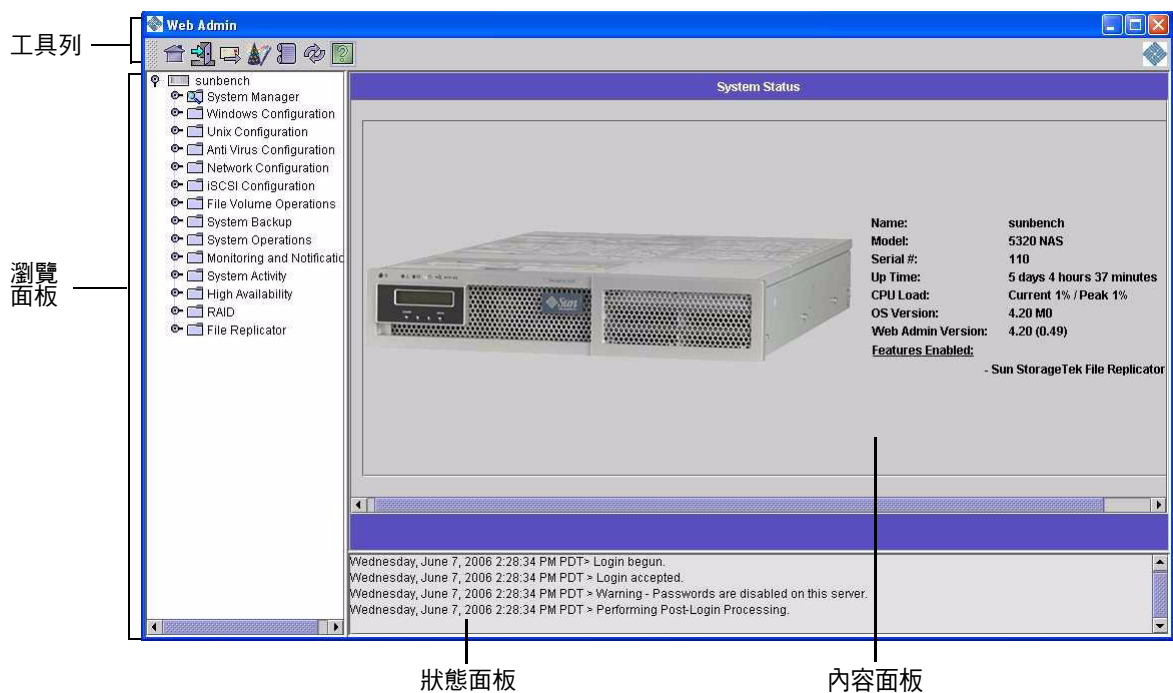 Web Admin
工具列
sunbench
System Manager
Windows Configuration
Unix Configuration
Anti Virus Configuration
Network Configuration
iSCSI Configuration
File Volume Operations
System Backup
System Operations
Monitoring and Notificatic
System Activity
High Availability
RAID
File Replicator
瀏覽
面板
System Status
Sun
Name: sunbench
Model: 5320 NAS
Serial #: 110
Up Time: 5 days 4 hours 37 minutes
CPU Load: Current 1% / Peak 1%
OS Version: 4.20 M0
Web Admin Version: 4.20 (0.49)
Features Enabled:
- Sun StorageTek File Replicator
Wednesday, June 7, 2006 2:28:34 PM PDT> Login begun.
Wednesday, June 7, 2006 2:28:34 PM PDT > Login accepted.
Wednesday, June 7, 2006 2:28:34 PM PDT > Warning - Passwords are disabled on this server.
Wednesday, June 7, 2006 2:28:34 PM PDT > Performing Post-Login Processing.
狀態面板
內容面板